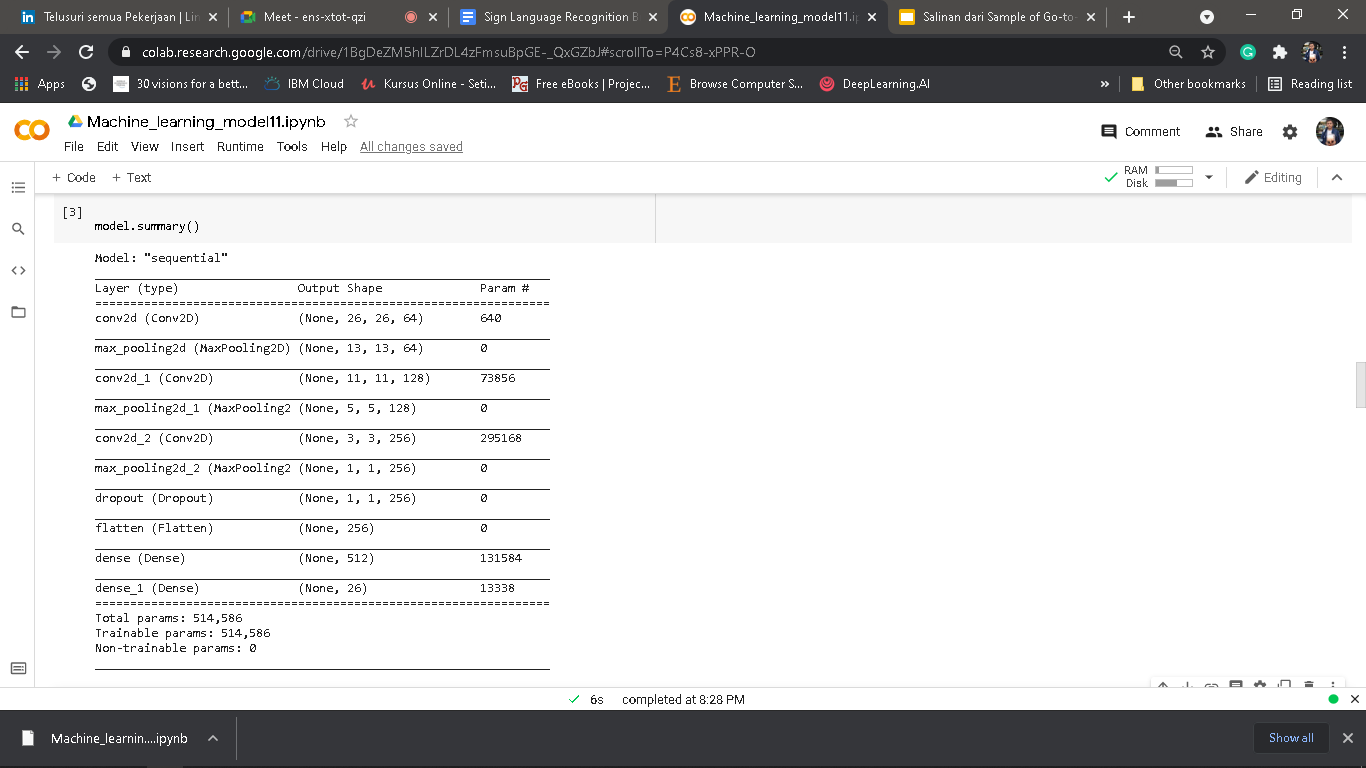 Telusuri semua Pekerjaan | Lin
Meet - ens-xtot-qzi
Sign Language Recognition B
Machine_learning_model11.ip
Salinan dari Sample of Go-to-
colab.research.google.com/drive/1BgDeZM5hILZrDL4zFmsuBpGE-_QxGZbJ#scrollTo=P4Cs8-xPPR-O
Apps
30 visions for a bett...
IBM Cloud
Kursus Online - Seti...
Free eBooks | Projec...
Browse Computer S...
DeepLearning.AI
»
Other bookmarks
Reading list
Machine_learning_model11.ipynb
Comment
Share
File Edit View Insert Runtime Tools Help All changes saved
+ Code + Text
RAM
Disk
Editing
[3]
model.summary()
Model: "sequential"
Layer (type) Output Shape Param #
=================================================================
conv2d (Conv2D) (None, 26, 26, 64) 640
max_pooling2d (MaxPooling2D) (None, 13, 13, 64) 0
conv2d_1 (Conv2D) (None, 11, 11, 128) 73856
max_pooling2d_1 (MaxPooling2 (None, 5, 5, 128) 0
conv2d_2 (Conv2D) (None, 3, 3, 256) 295168
max_pooling2d_2 (MaxPooling2 (None, 1, 1, 256) 0
dropout (Dropout) (None, 1, 1, 256) 0
flatten (Flatten) (None, 256) 0
dense (Dense) (None, 512) 131584
dense_1 (Dense) (None, 26) 13338
=================================================================
Total params: 514,586
Trainable params: 514,586
Non-trainable params: 0
6s completed at 8:28 PM
Machine_learnin....ipynb
Show all